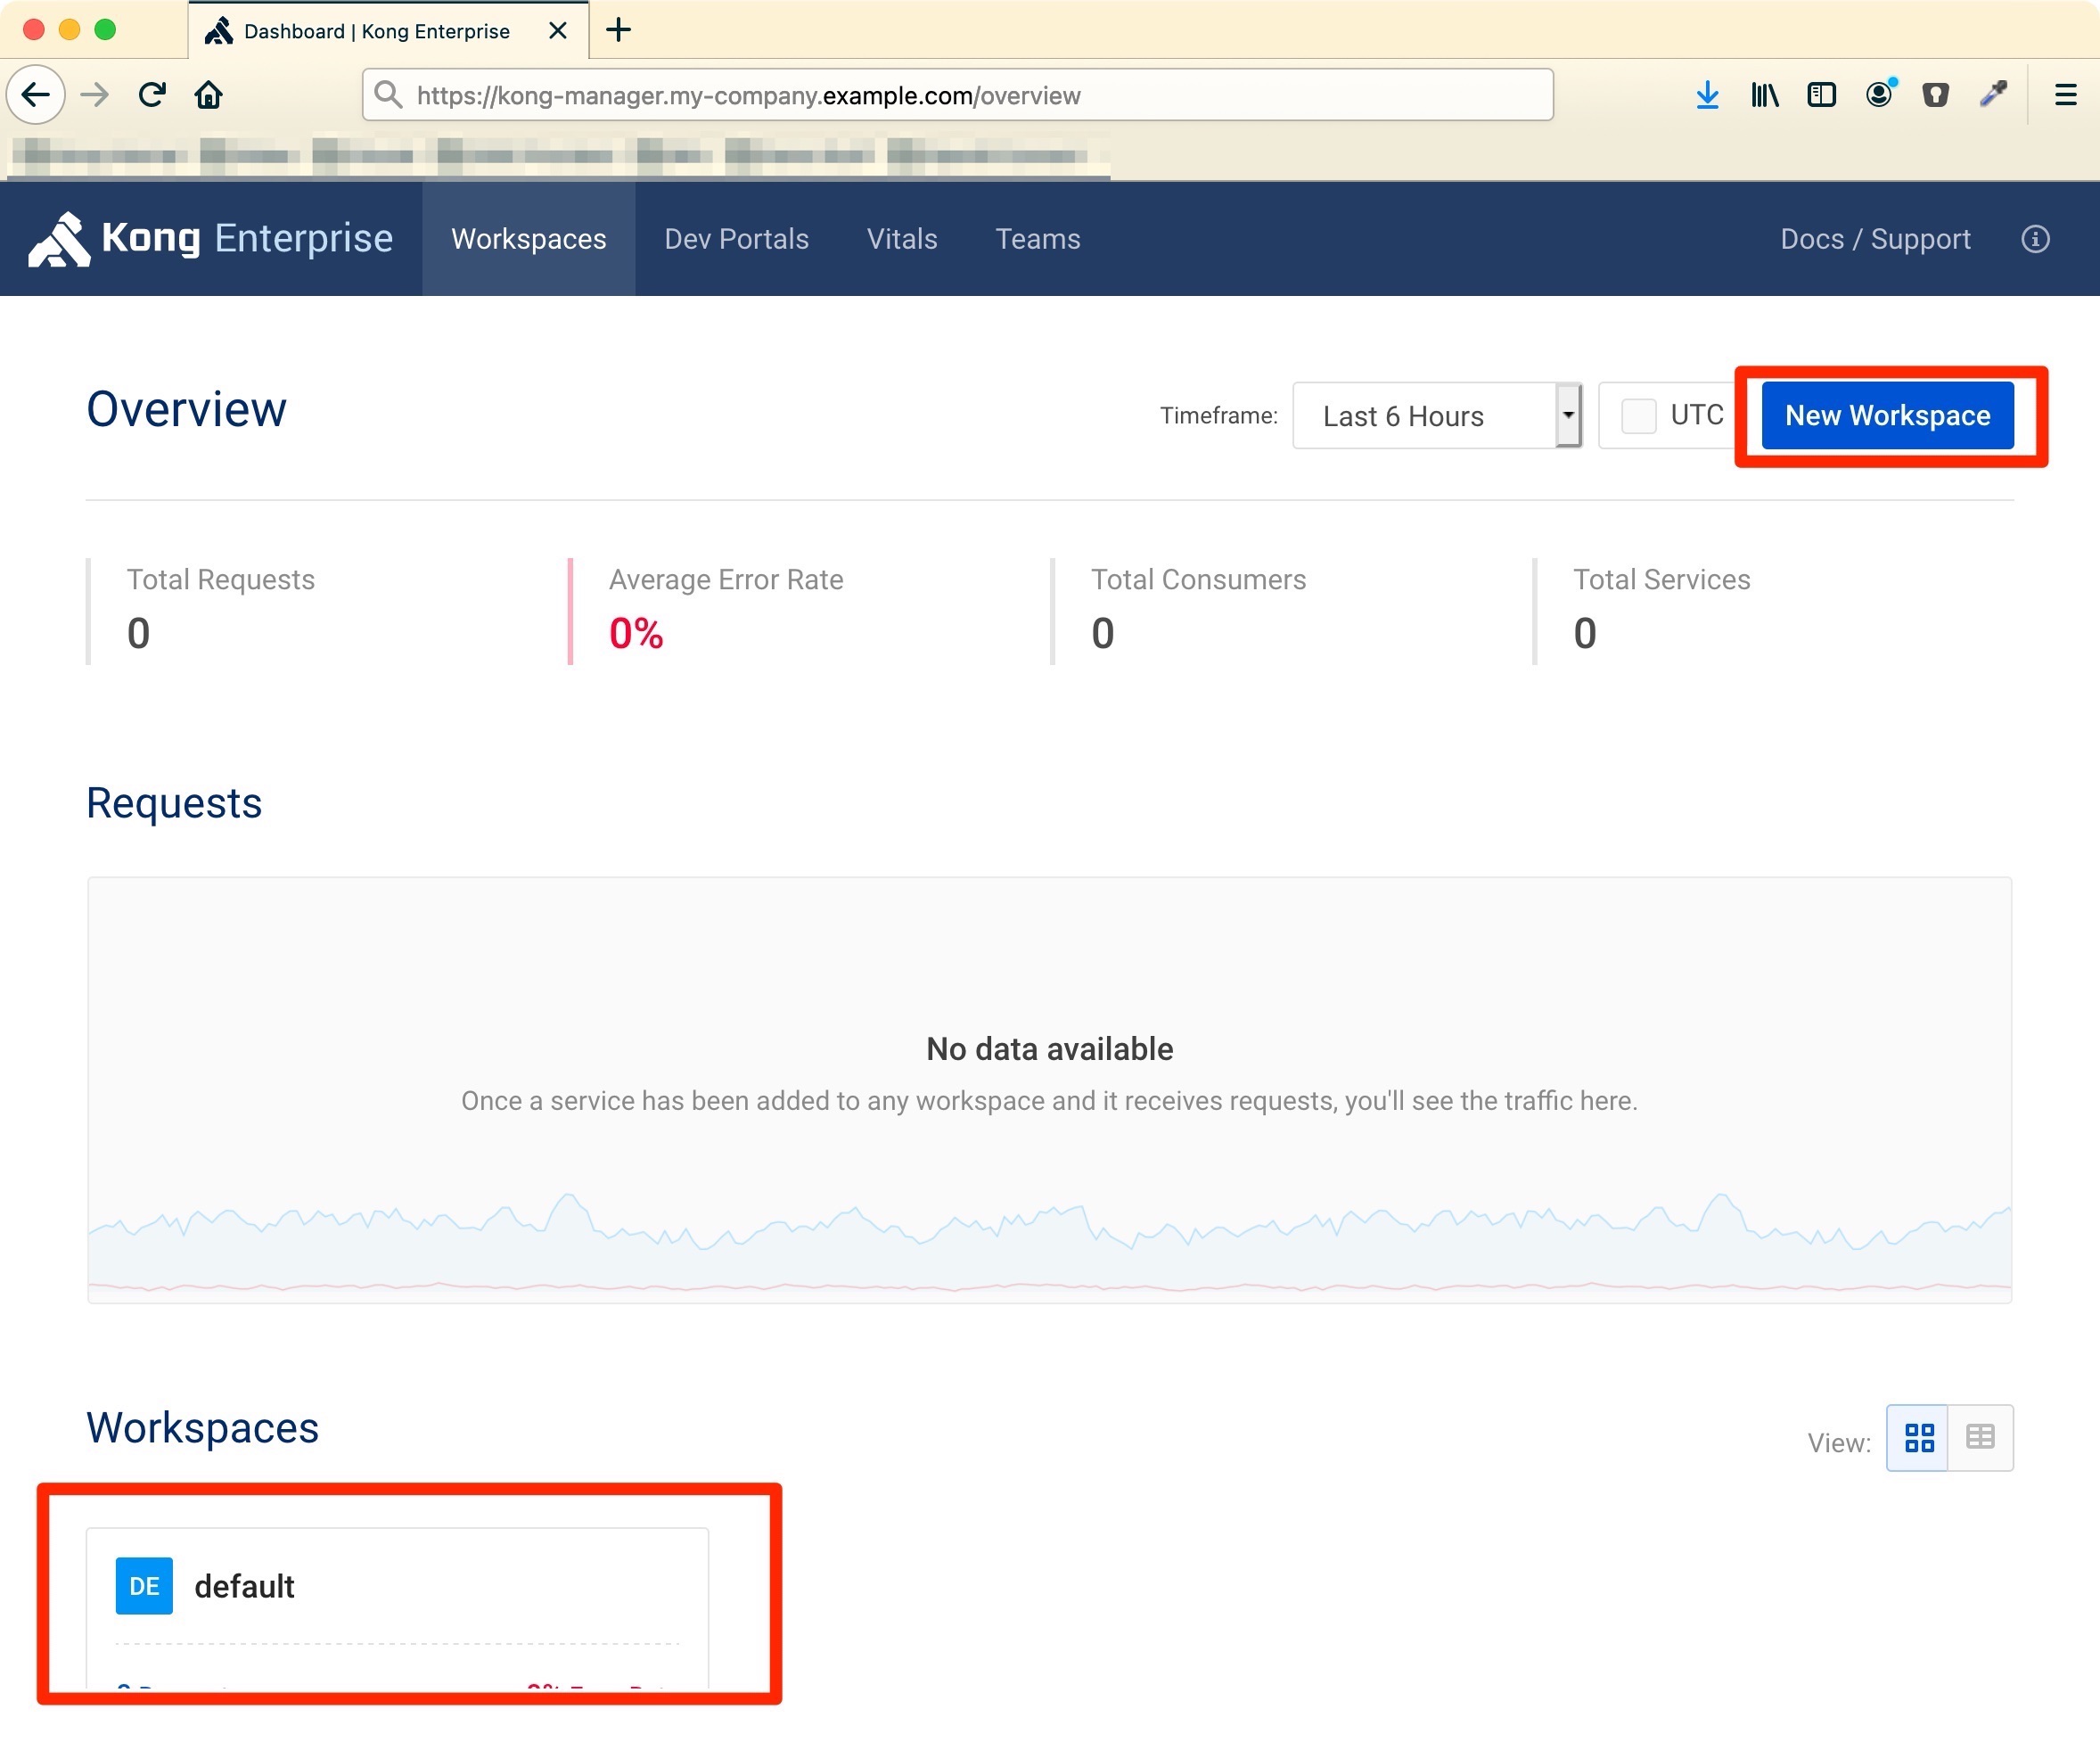 Dashboard | Kong Enterprise
https://kong-manager.my-company.example.com/overview
Kong Enterprise Workspaces Dev Portals Vitals Teams Docs / Support
Overview Timeframe: Last 6 Hours UTC New Workspace
Total Requests Average Error Rate Total Consumers Total Services
0 0% 0 0
Requests
No data available
Once a service has been added to any workspace and it receives requests, you'll see the traffic here.
Workspaces View:
DE default